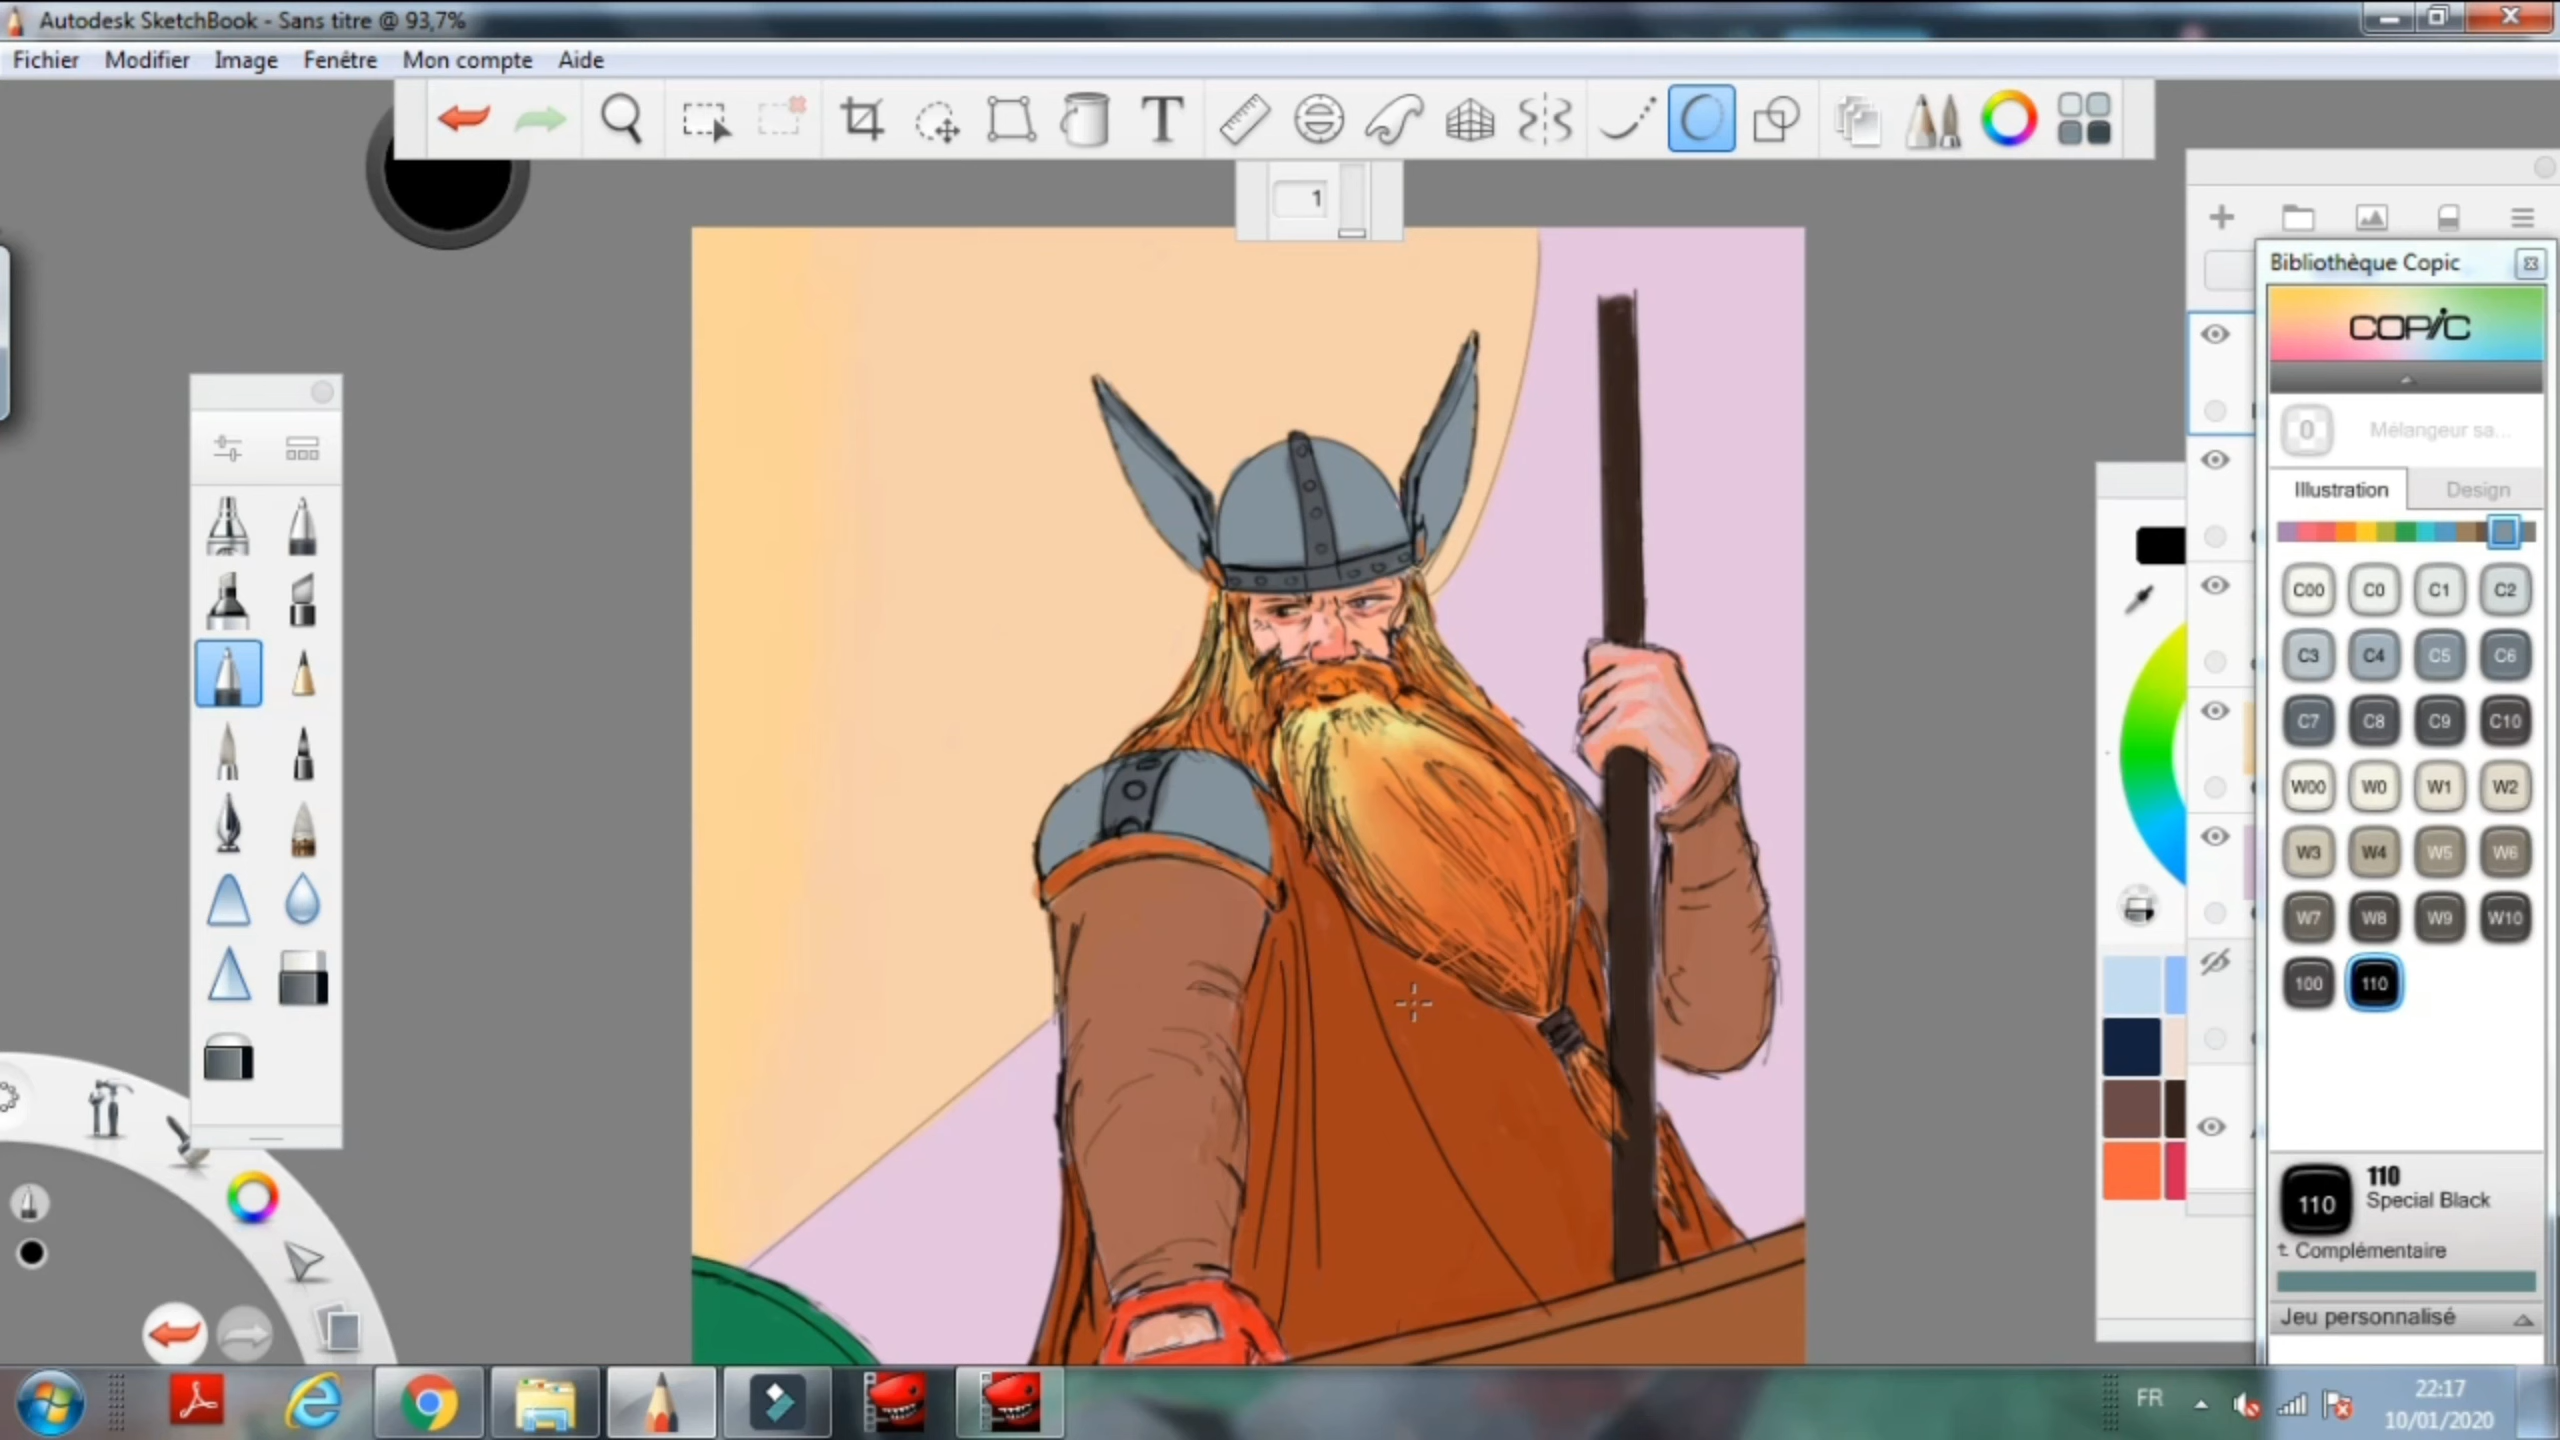 Autodesk SketchBook - Sans titre @ 93,7%
Fichier Modifier Image Fenêtre Mon compte Aide
T
1
Bibliothèque Copic
COPIC
0 Mélangeur sa...
Illustration Design
C00 C0 C1 C2
C3 C4 C5 C6
C7 C8 C9 C10
W00 W0 W1 W2
W3 W4 W5 W6
W7 W8 W9 W10
100 110
110
110
Special Black
Complémentaire
Jeu personnalisé
FR
22:17
10/01/2020